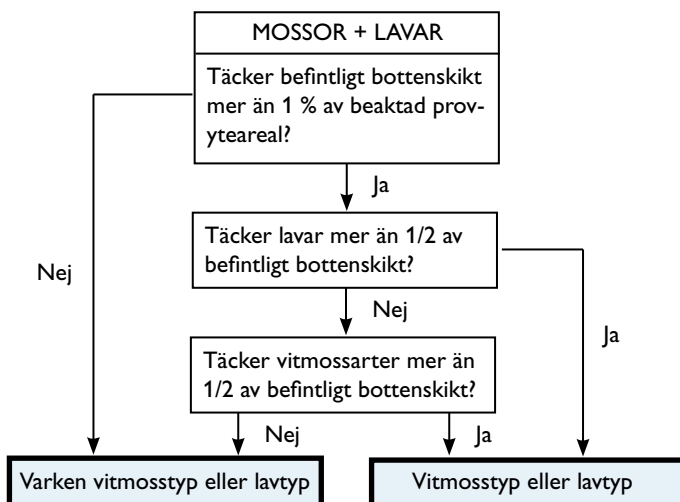 MOSSOR + LAVAR
Täcker befintligt bottenskikt
mer än 1 % av beaktad prov-
yteareal?
Ja
Täcker lavar mer än 1/2 av
befintligt bottenskikt?
Nej
Nej
Ja
Täcker vitmossarter mer än
1/2 av befintligt bottenskikt?
Nej
Ja
Varken vitmosstyp eller lavtyp
Vitmosstyp eller lavtyp